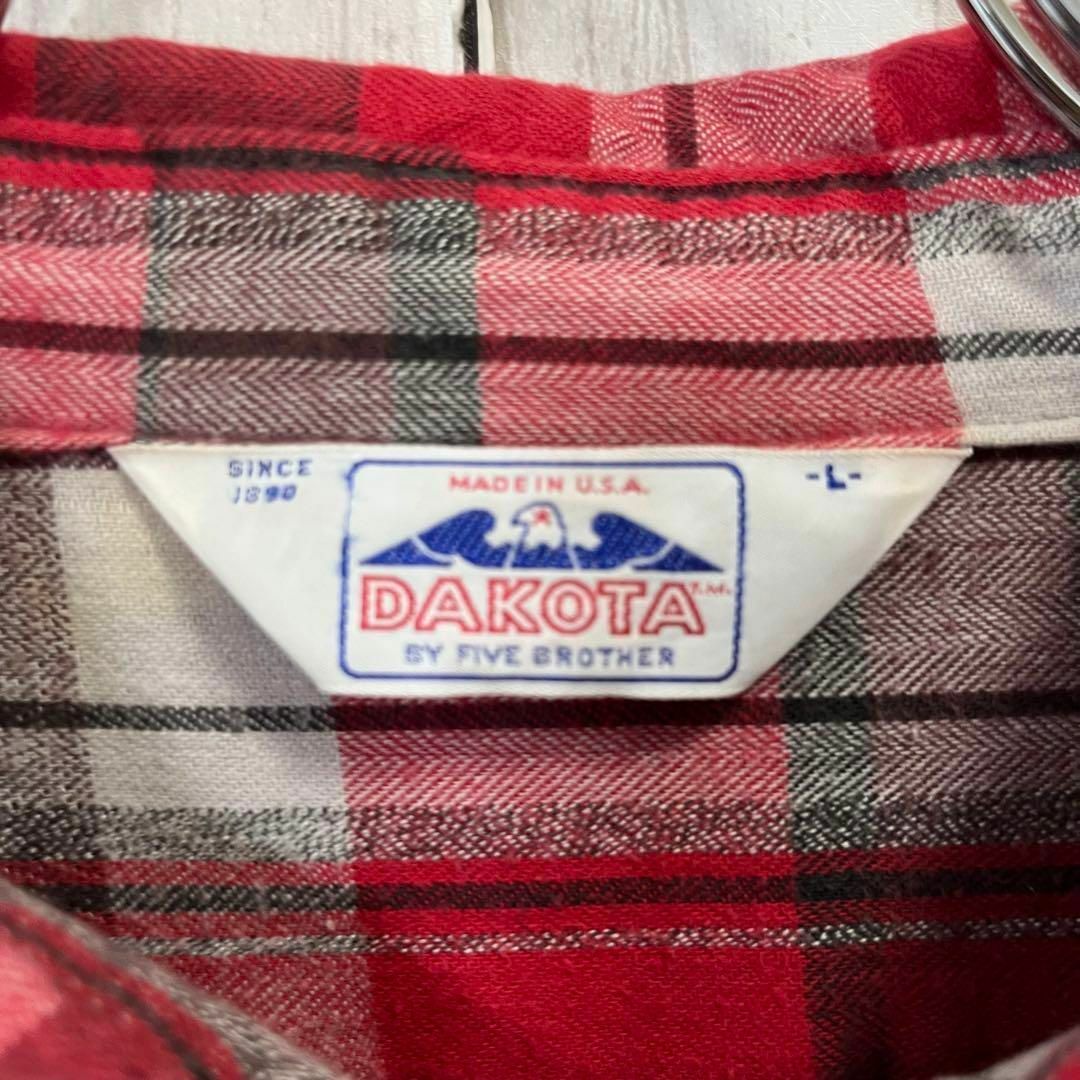 SINCE
1890
MADE IN U.S.A.
DAKOTA T.M.
BY FIVE BROTHER
-L-